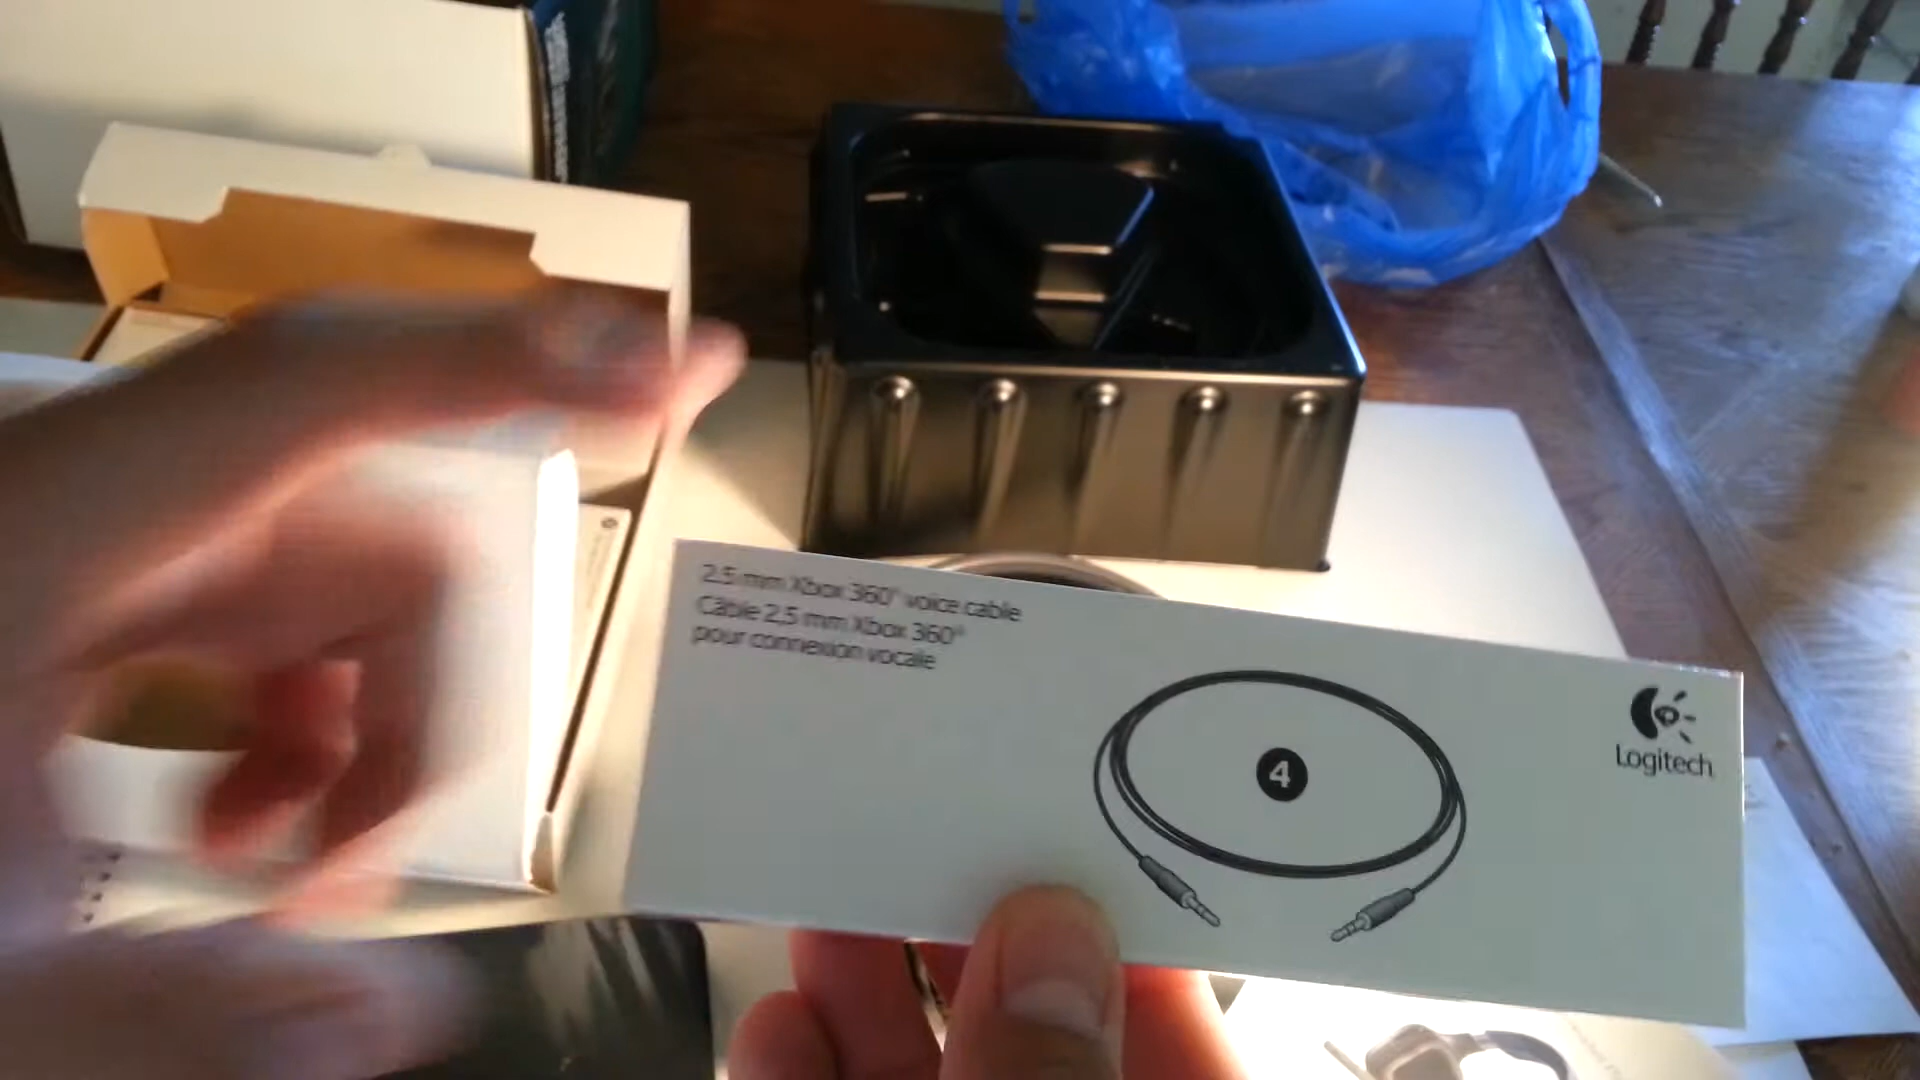 2.5 mm Xbox 360® voice cable
Câble 2,5 mm Xbox 360®
pour connexion vocale
4
Logitech